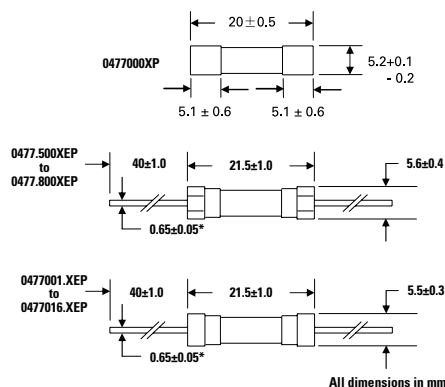 20±0.5
0477000XP
5.2+0.1
- 0.2
5.1 ± 0.6 5.1 ± 0.6
0477.500XEP
to
0477.800XEP
40±1.0 21.5±1.0 5.6±0.4
0.65±0.05*
0477001.XEP
to
0477016.XEP
40±1.0 21.5±1.0 5.5±0.3
0.65±0.05*
All dimensions in mm